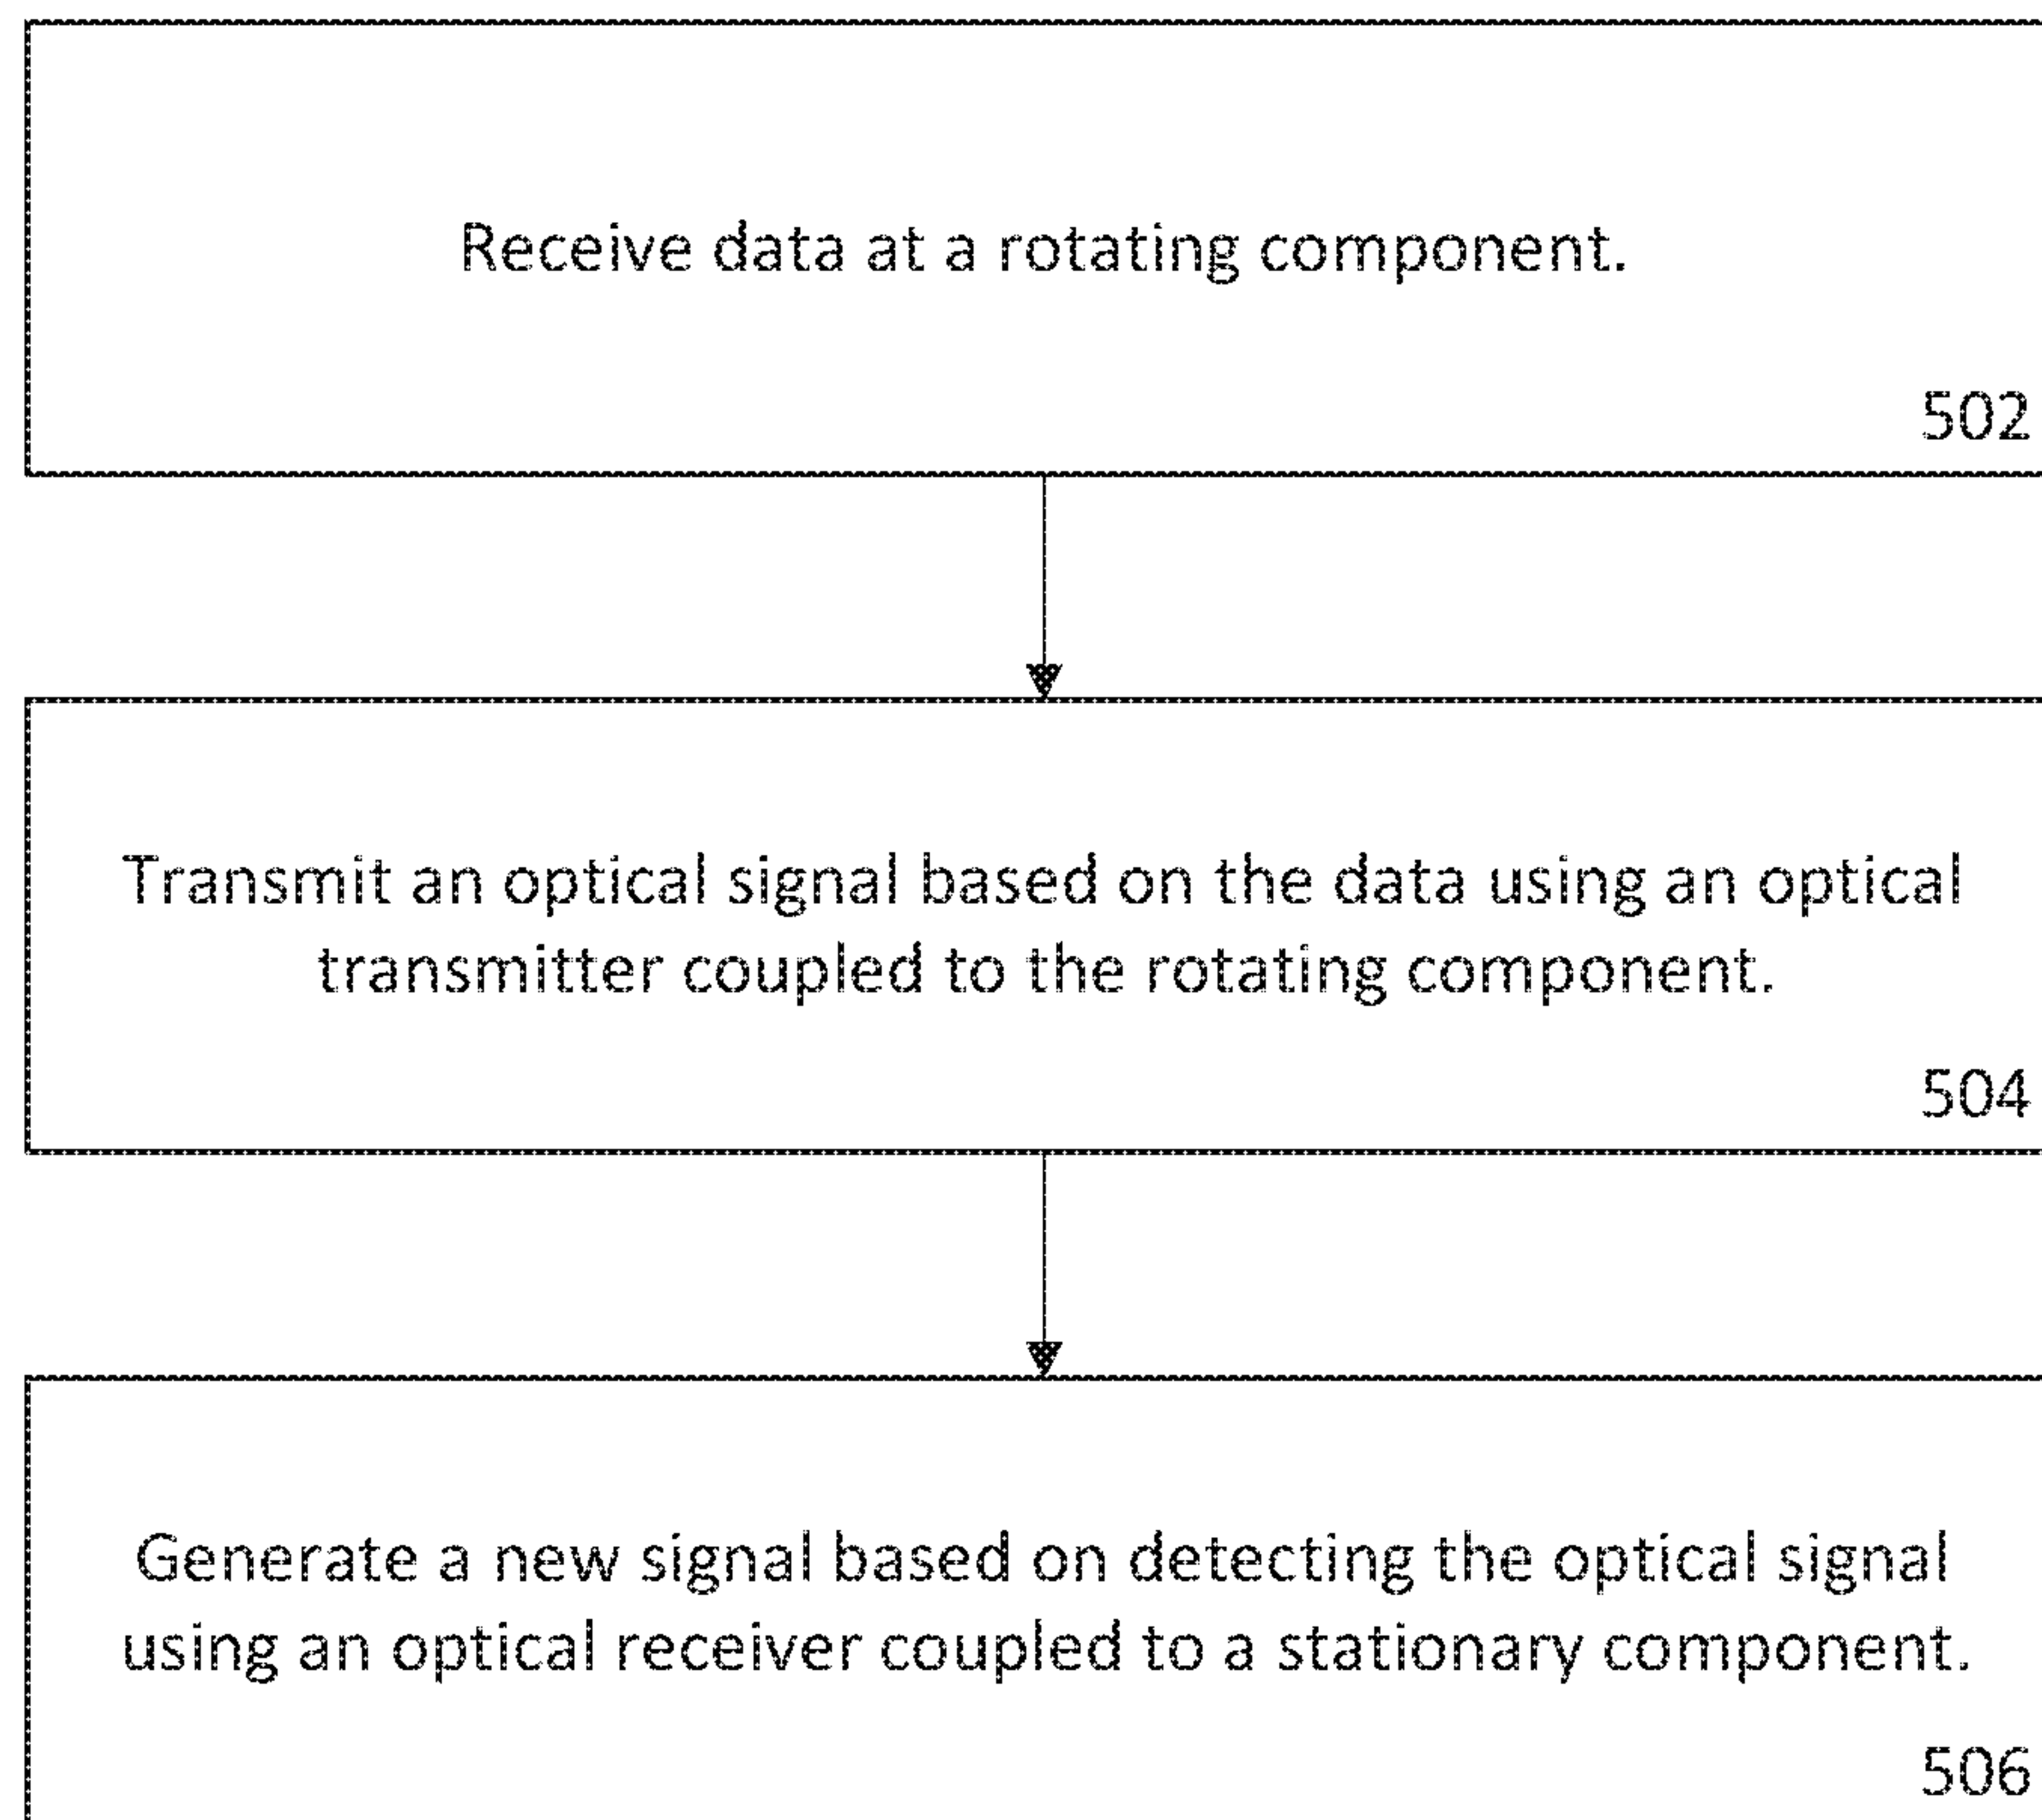 Receive data at a rotating component.
502
Transmit an optical signal based on the data using an optical
transmitter coupled to the rotating component.
504
Generate a new signal based on detecting the optical signal
using an optical receiver coupled to a stationary component.
506